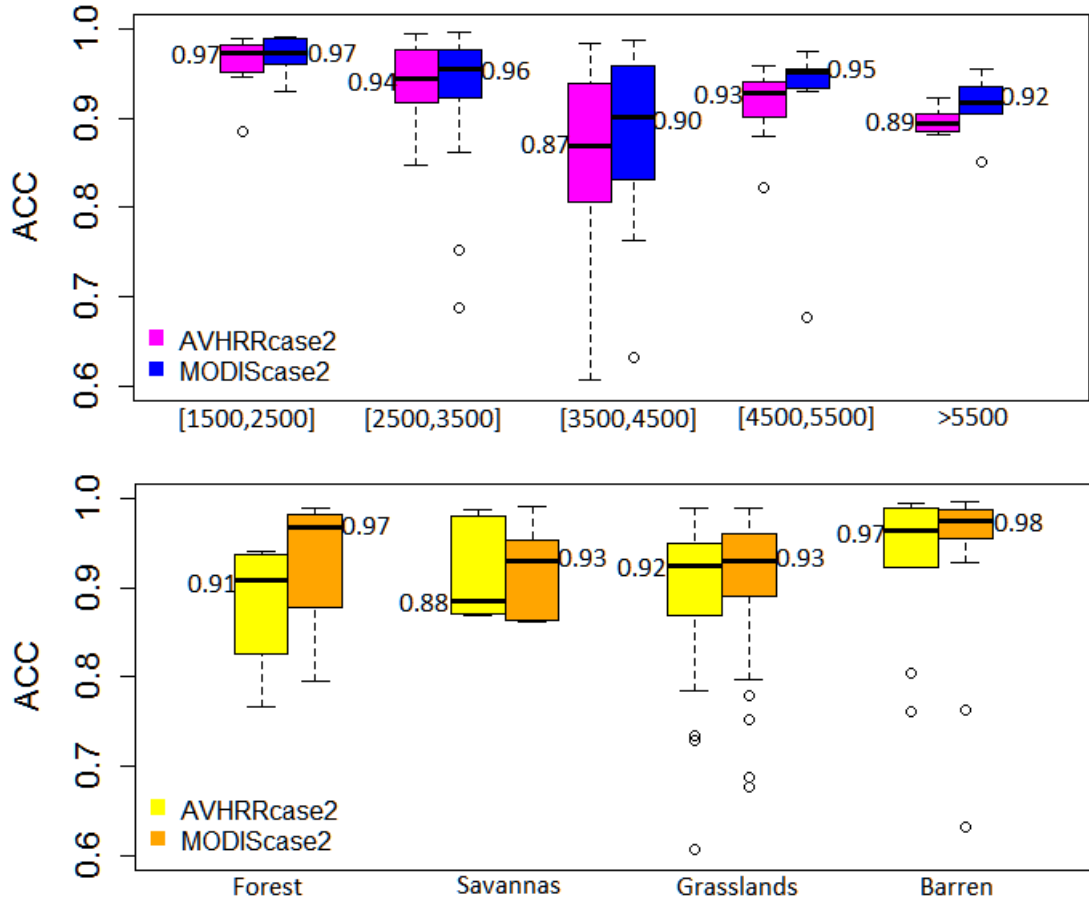 1.0
0.9
0.8
0.7
0.6
ACC
0.97 0.97
0.94 0.96
0.87 0.90
0.93 0.95
0.89 0.92
AVHRRcase2
MODIScase2
[1500,2500] [2500,3500] [3500,4500] [4500,5500] >5500
1.0
0.9
0.8
0.7
0.6
ACC
0.91 0.97
0.88 0.93
0.92 0.93
0.97 0.98
AVHRRcase2
MODIScase2
Forest Savannas Grasslands Barren